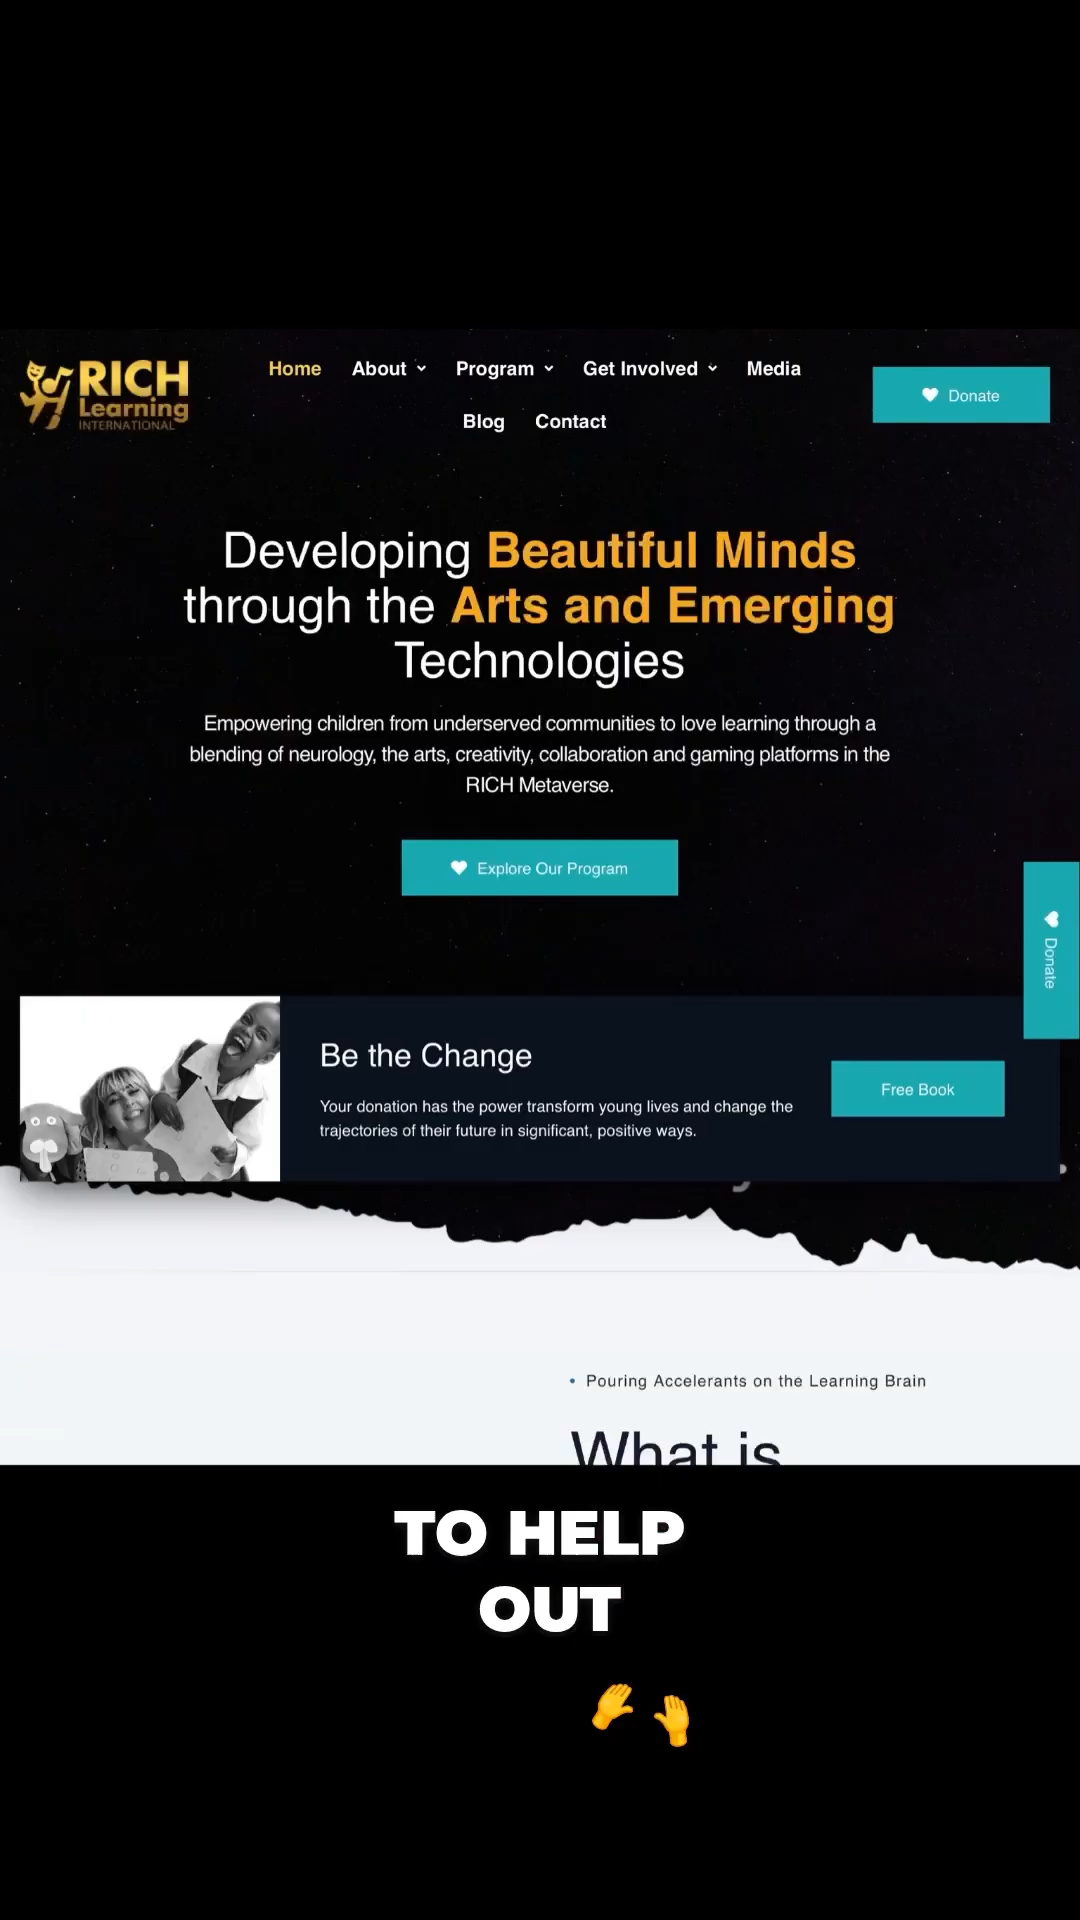 RICH
Learning
INTERNATIONAL
Home About Program Get Involved Media
Blog Contact
Donate
Developing Beautiful Minds
through the Arts and Emerging
Technologies
Empowering children from underserved communities to love learning through a
blending of neurology, the arts, creativity, collaboration and gaming platforms in the
RICH Metaverse.
Explore Our Program
Donate
Be the Change
Your donation has the power transform young lives and change the
trajectories of their future in significant, positive ways.
Free Book
• Pouring Accelerants on the Learning Brain
What is
TO HELP
OUT